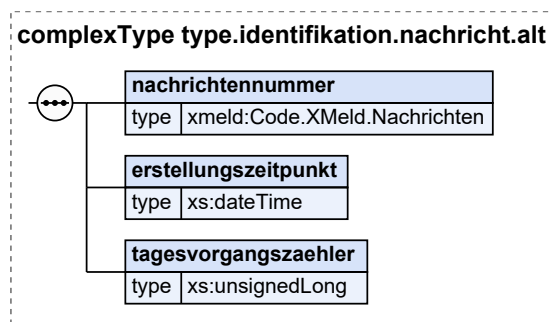 complexType type.identifikation.nachricht.alt
nachrichtennummer
type xmeld:Code.XMeld.Nachrichten
erstellungszeitpunkt
type xs:dateTime
tagesvorgangszaehler
type xs:unsignedLong